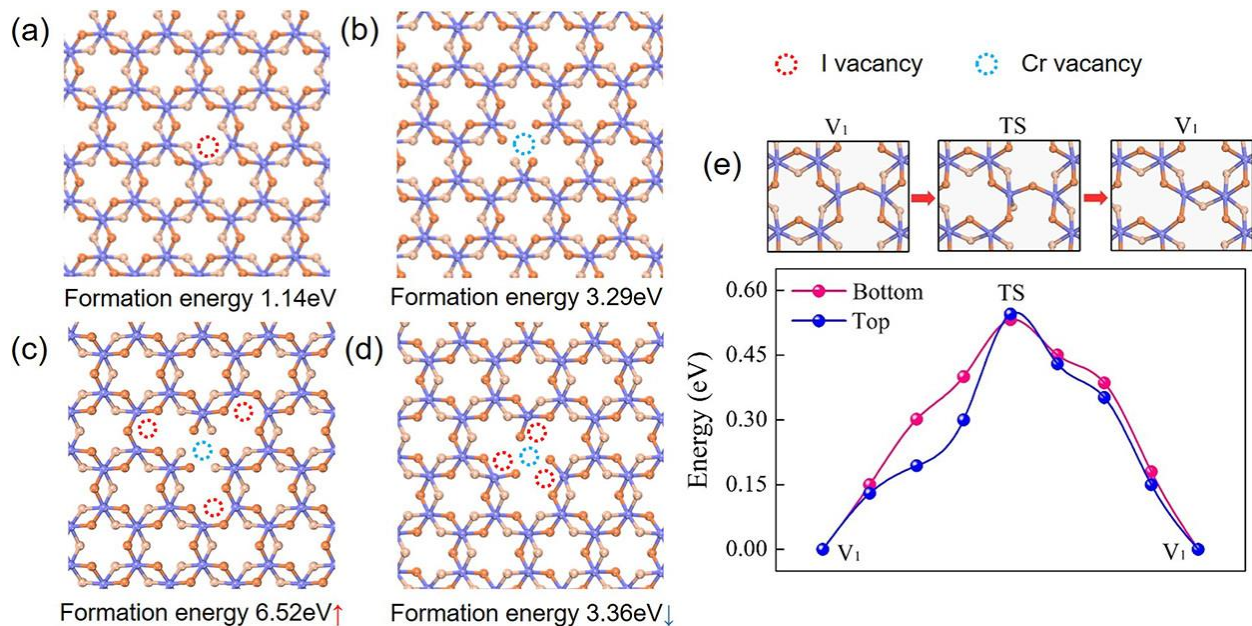 (a)
Formation energy 1.14eV
(b)
Formation energy 3.29eV
(c)
Formation energy 6.52eV↑
(d)
Formation energy 3.36eV↓
I vacancy
Cr vacancy
(e)
V₁
TS
V₁
Energy (eV)
0.60
0.45
0.30
0.15
0.00
Bottom
Top
TS
V₁
V₁